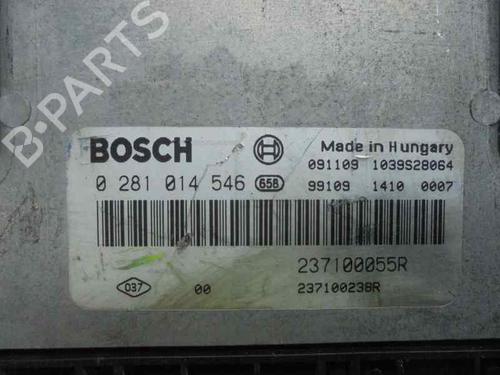 B-PARTS
BOSCH
Made in Hungary
091109 1039S28064
0 281 014 546 658
99109 1410 0007
237100055R
037 00 237100238R